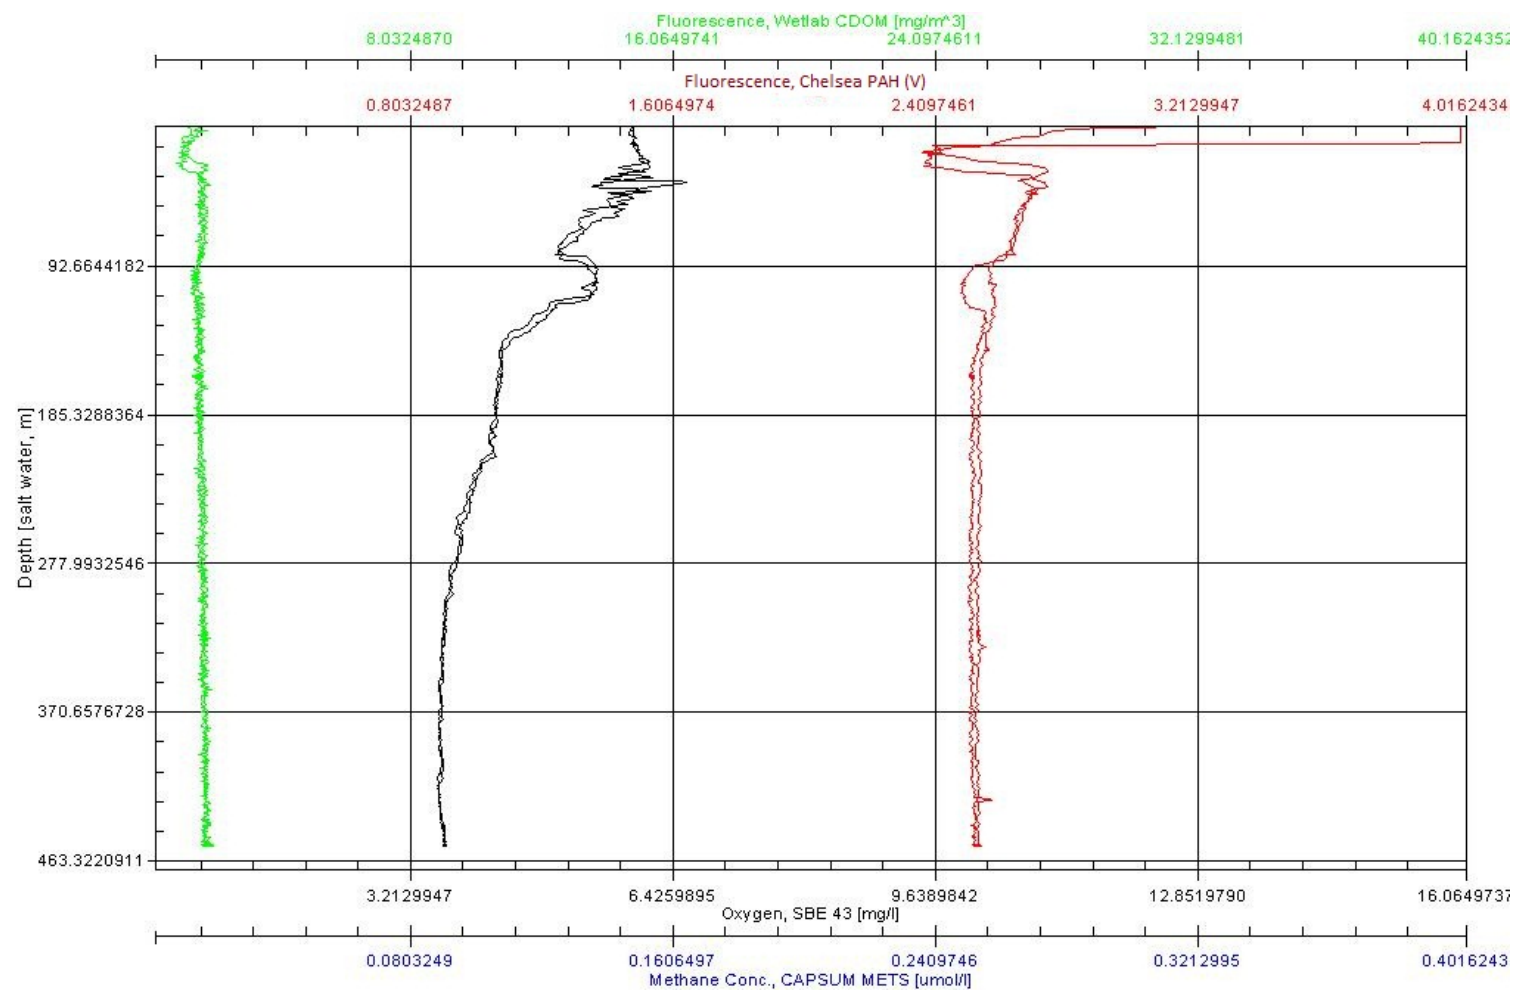 Fluorescence, Wetlab CDOM [mg/m^3]
8.0324870 16.0649741 24.0974611 32.1299481 40.1624352
Fluorescence, Chelsea PAH (V)
0.8032487 1.6064974 2.4097461 3.2129947 4.0162434
Depth [salt water, m]
92.6644182
185.3288364
277.9932546
370.6576728
463.3220911
3.2129947 6.4259895 9.6389842 12.8519790 16.0649737
Oxygen, SBE 43 [mg/l]
0.0803249 0.1606497 0.2409746 0.3212995 0.4016243
Methane Conc., CAPSUM METS [umol/l]